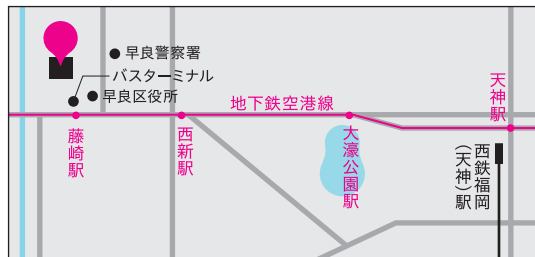 早良警察署
バスターミナル
早良区役所
地下鉄空港線
天神駅
藤崎駅
西新駅
大濠公園駅
西鉄福岡
（天神）駅